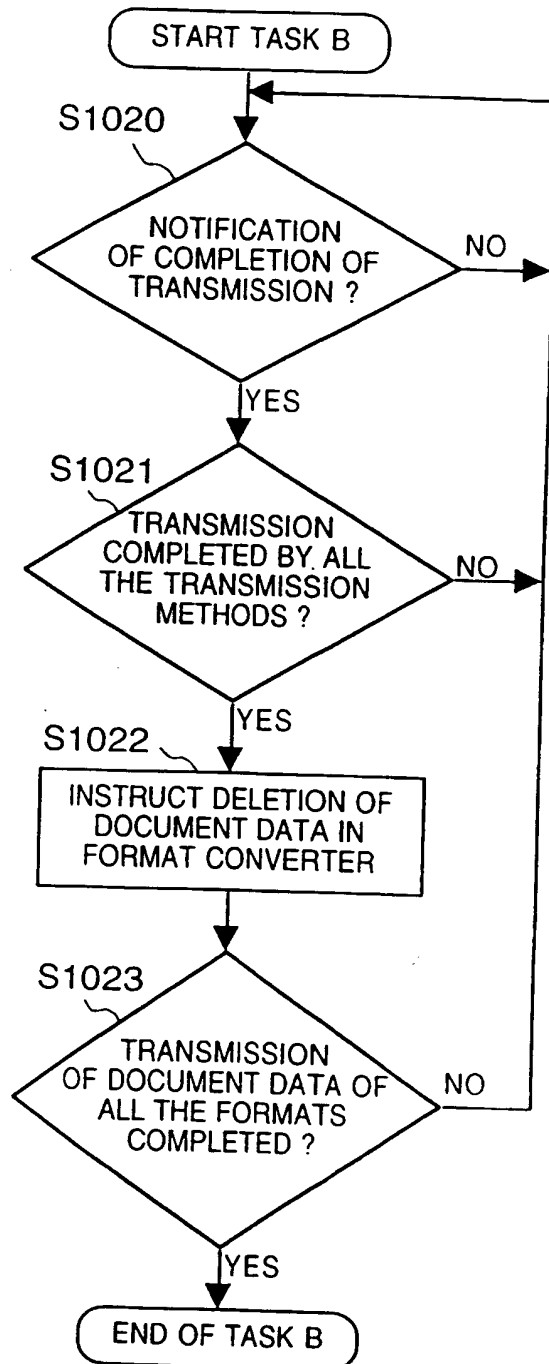 START TASK B
S1020
NOTIFICATION
OF COMPLETION OF
TRANSMISSION ?
NO
YES
S1021
TRANSMISSION
COMPLETED BY ALL
THE TRANSMISSION
METHODS ?
NO
YES
S1022
INSTRUCT DELETION OF
DOCUMENT DATA IN
FORMAT CONVERTER
S1023
TRANSMISSION
OF DOCUMENT DATA OF
ALL THE FORMATS
COMPLETED ?
NO
YES
END OF TASK B